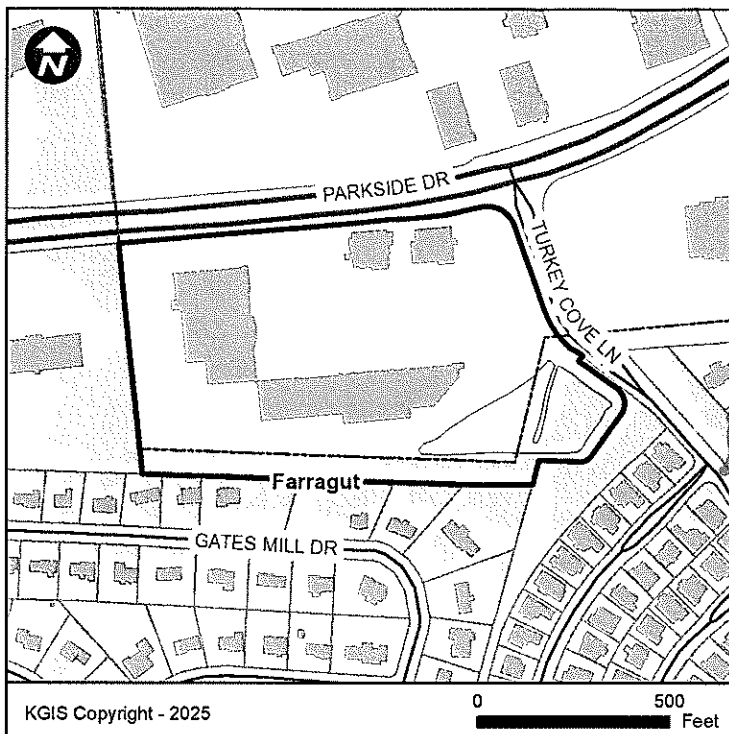 N
PARKSIDE DR
TURKEY COVE LN
Farragut
GATES MILL DR
KGIS Copyright - 2025
0 500
Feet